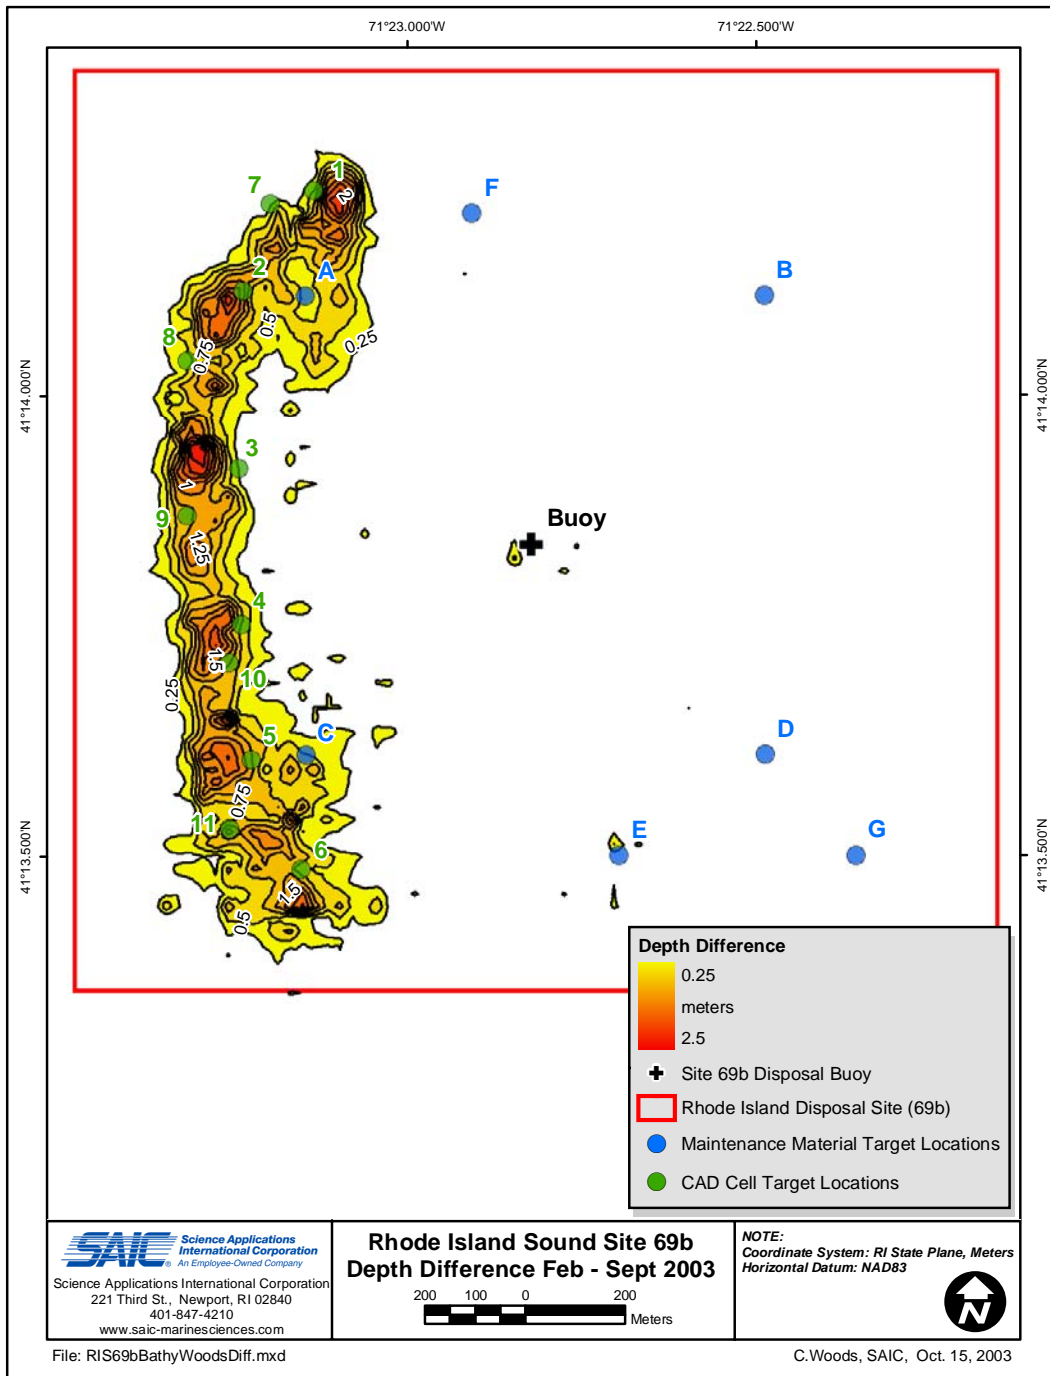 71°23.000'W
71°22.500'W
1
7
2
F
2
A
B
0.5
0.25
8
0.75
41°14.000'N
41°14.000'N
3
1
9
Buoy
1.25
4
1.5
10
0.25
5
C
D
0.75
11
6
E
G
41°13.500'N
41°13.500'N
1.5
0.5
Depth Difference
0.25
meters
2.5
Site 69b Disposal Buoy
Rhode Island Disposal Site (69b)
Maintenance Material Target Locations
CAD Cell Target Locations
SAIC
Science Applications
International Corporation
An Employee-Owned Company
Science Applications International Corporation
221 Third St., Newport, RI 02840
401-847-4210
www.saic-marinesciences.com
Rhode Island Sound Site 69b
Depth Difference Feb - Sept 2003
200 100 0 200
Meters
NOTE:
Coordinate System: RI State Plane, Meters
Horizontal Datum: NAD83
N
File: RIS69bBathyWoodsDiff.mxd
C.Woods, SAIC, Oct. 15, 2003